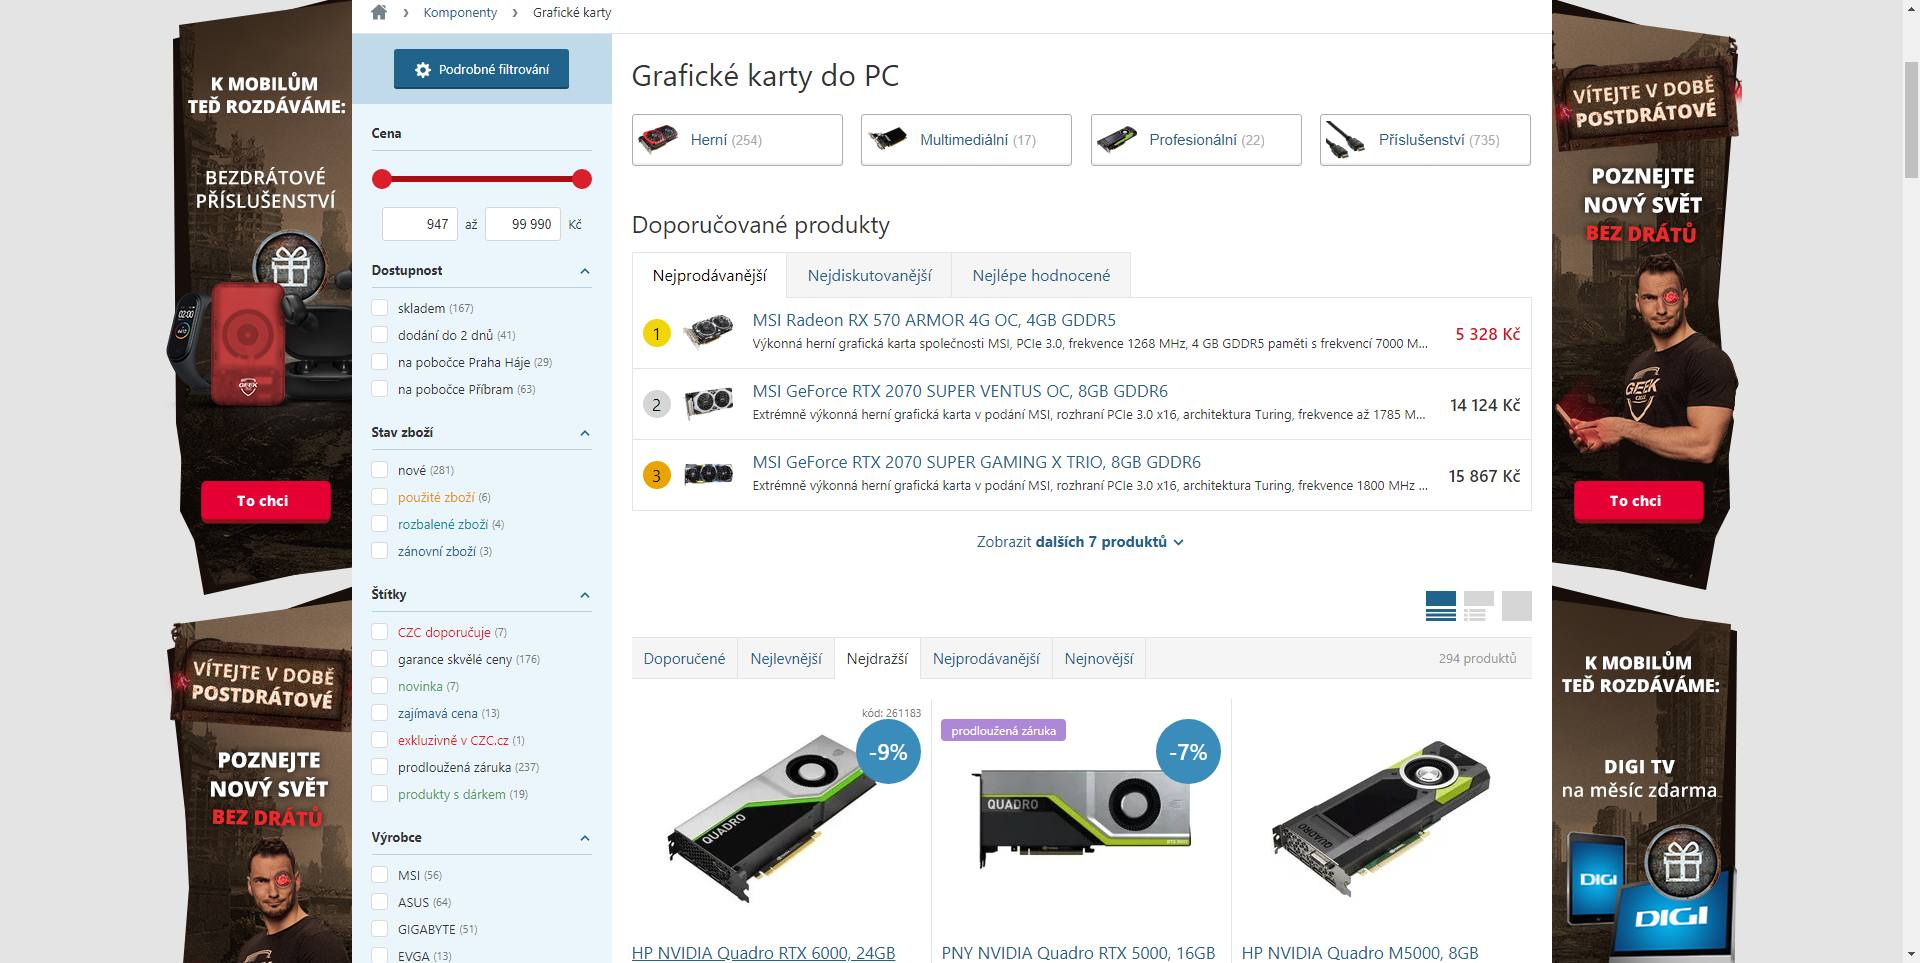 Komponenty
Grafické karty
K MOBILŮM
TEĎ ROZDÁVÁME:
BEZDRÁTOVÉ
PŘÍSLUŠENSTVÍ
GEEK
To chci
VÍTEJTE V DOBĚ
POSTDRÁTOVÉ
POZNEJTE
NOVÝ SVĚT
BEZ DRÁTŮ
Podrobné filtrování
Cena
947 až 99 990 Kč
Dostupnost
skladem (167)
dodání do 2 dnů (41)
na pobočce Praha Háje (29)
na pobočce Příbram (63)
Stav zboží
nové (281)
použité zboží (6)
rozbalené zboží (4)
zánovní zboží (3)
Štítky
CZC doporučuje (7)
garance skvělé ceny (176)
novinka (7)
zajímavá cena (13)
exkluzivně v CZC.cz (1)
prodloužená záruka (237)
produkty s dárkem (19)
Výrobce
MSI (56)
ASUS (64)
GIGABYTE (51)
EVGA (13)
Grafické karty do PC
Herní (254)
Multimediální (17)
Profesionální (22)
Příslušenství (735)
Doporučované produkty
Nejprodávanější
Nejdiskutovanější
Nejlépe hodnocené
1
MSI Radeon RX 570 ARMOR 4G OC, 4GB GDDR5
Výkonná herní grafická karta společnosti MSI, PCIe 3.0, frekvence 1268 MHz, 4 GB GDDR5 paměti s frekvencí 7000 M...
5 328 Kč
2
MSI GeForce RTX 2070 SUPER VENTUS OC, 8GB GDDR6
Extrémně výkonná herní grafická karta v podání MSI, rozhraní PCIe 3.0 x16, architektura Turing, frekvence až 1785 M...
14 124 Kč
3
MSI GeForce RTX 2070 SUPER GAMING X TRIO, 8GB GDDR6
Extrémně výkonná herní grafická karta v podání MSI, rozhraní PCIe 3.0 x16, architektura Turing, frekvence 1800 MHz ...
15 867 Kč
Zobrazit dalších 7 produktů
Doporučené
Nejlevnější
Nejdražší
Nejprodávanější
Nejnovější
294 produktů
kód: 261183
-9%
QUADRO
HP NVIDIA Quadro RTX 6000, 24GB
prodloužená záruka
-7%
QUADRO
PNY NVIDIA Quadro RTX 5000, 16GB
QUADRO
HP NVIDIA Quadro M5000, 8GB
VÍTEJTE V DOBĚ
POSTDRÁTOVÉ
POZNEJTE
NOVÝ SVĚT
BEZ DRÁTŮ
GEEK
To chci
K MOBILŮM
TEĎ ROZDÁVÁME:
DIGI TV
na měsíc zdarma
DIGI
DIGI